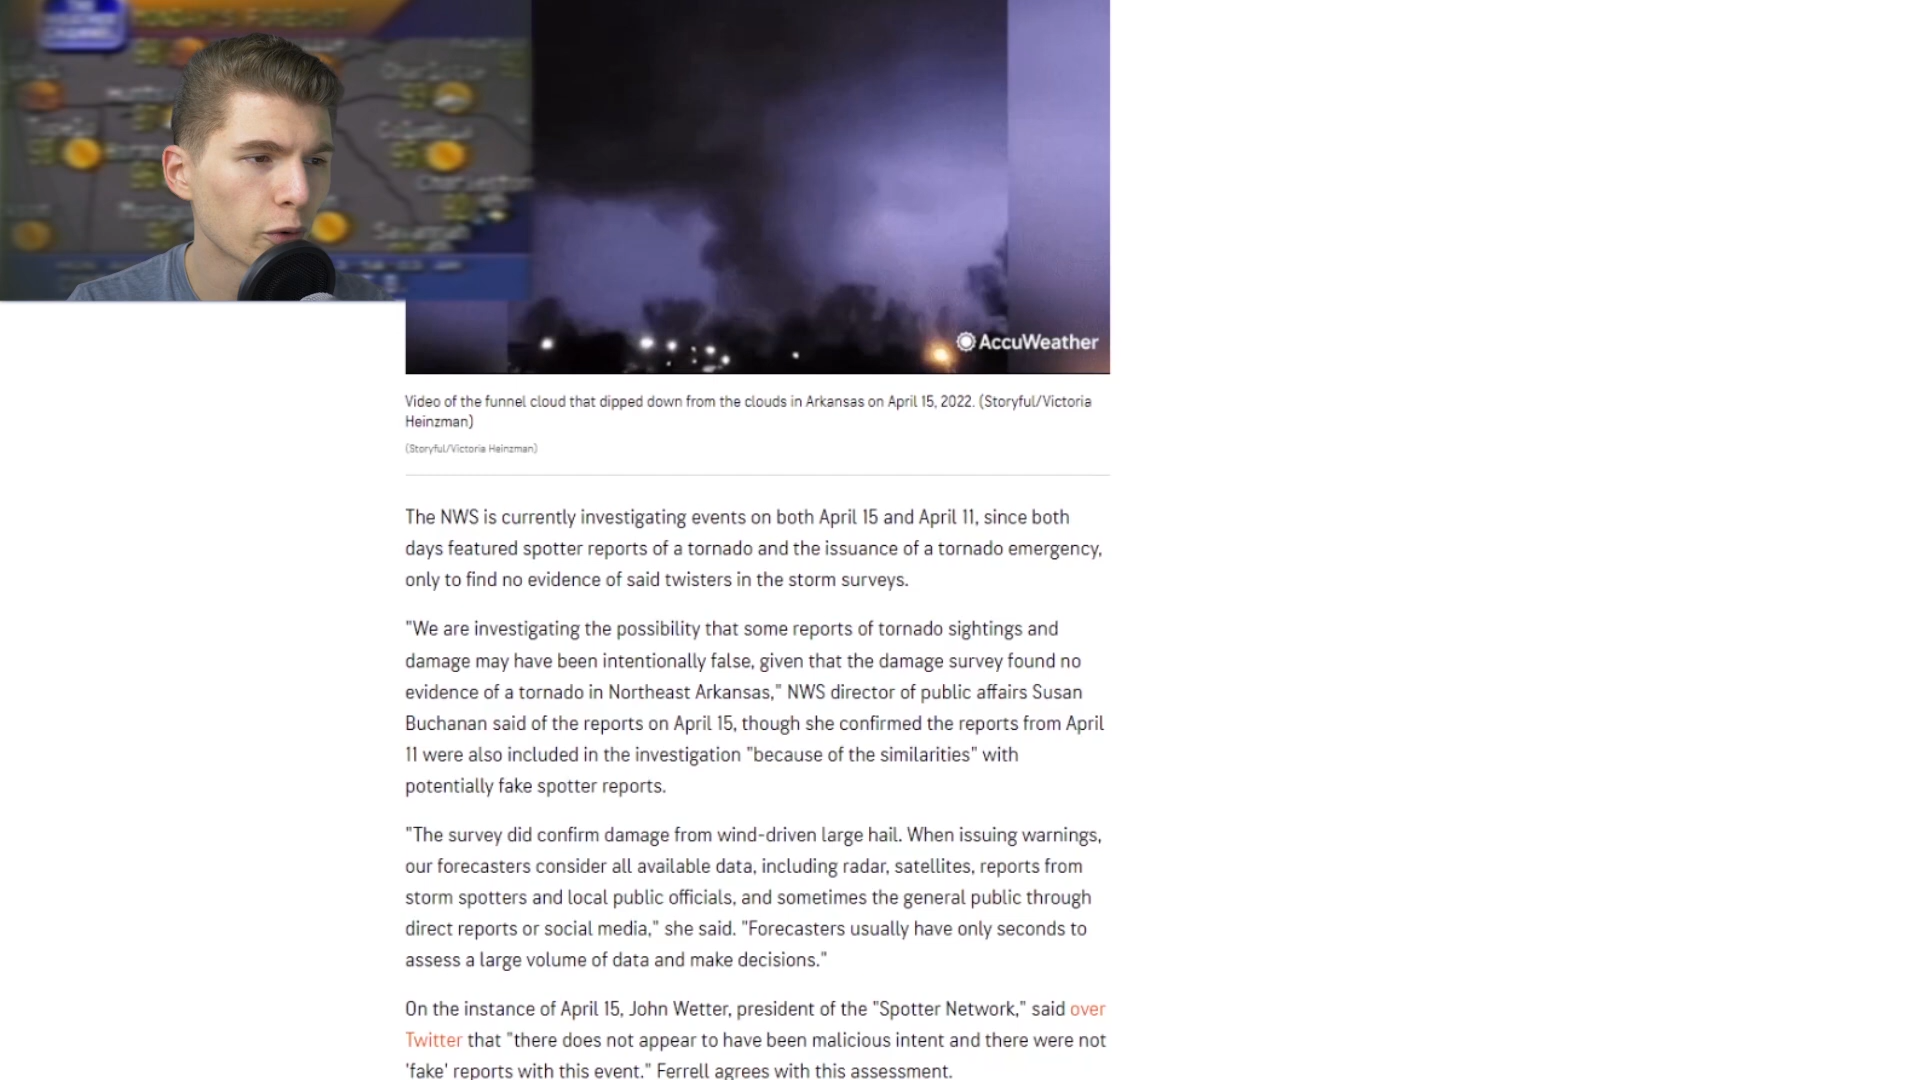 THE
WEATHER
CHANNEL
MONDAY'S FORECAST
Charlotte
Columbia
Charleston
Savannah
AccuWeather
Video of the funnel cloud that dipped down from the clouds in Arkansas on April 15, 2022. (Storyful/Victoria
Heinzman)
(Storyful/Victoria Heinzman)
The NWS is currently investigating events on both April 15 and April 11, since both
days featured spotter reports of a tornado and the issuance of a tornado emergency,
only to find no evidence of said twisters in the storm surveys.
"We are investigating the possibility that some reports of tornado sightings and
damage may have been intentionally false, given that the damage survey found no
evidence of a tornado in Northeast Arkansas," NWS director of public affairs Susan
Buchanan said of the reports on April 15, though she confirmed the reports from April
11 were also included in the investigation "because of the similarities" with
potentially fake spotter reports.
"The survey did confirm damage from wind-driven large hail. When issuing warnings,
our forecasters consider all available data, including radar, satellites, reports from
storm spotters and local public officials, and sometimes the general public through
direct reports or social media," she said. "Forecasters usually have only seconds to
assess a large volume of data and make decisions."
On the instance of April 15, John Wetter, president of the "Spotter Network," said over
Twitter that "there does not appear to have been malicious intent and there were not
'fake' reports with this event." Ferrell agrees with this assessment.